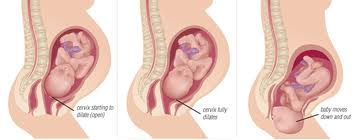 cervix starting to
dilate (open)
cervix fully
dilates
baby moves
down and out